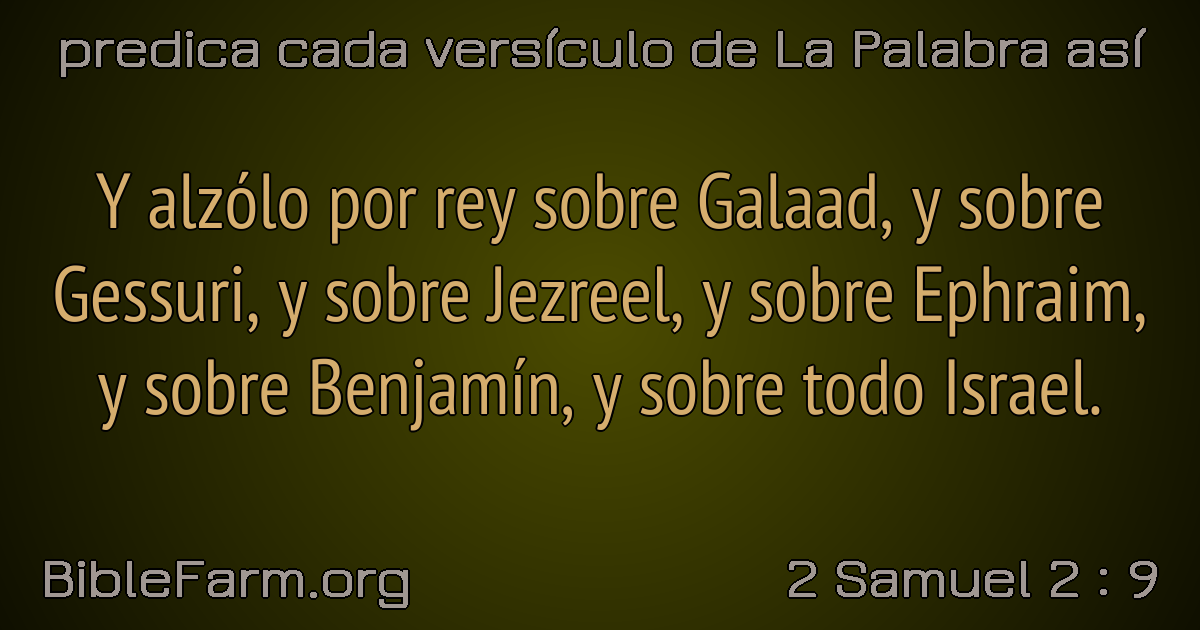 predica cada versículo de La Palabra así
Y alzólo por rey sobre Galaad, y sobre
Gessuri, y sobre Jezreel, y sobre Ephraim,
y sobre Benjamín, y sobre todo Israel.
BibleFarm.org
2 Samuel 2 : 9